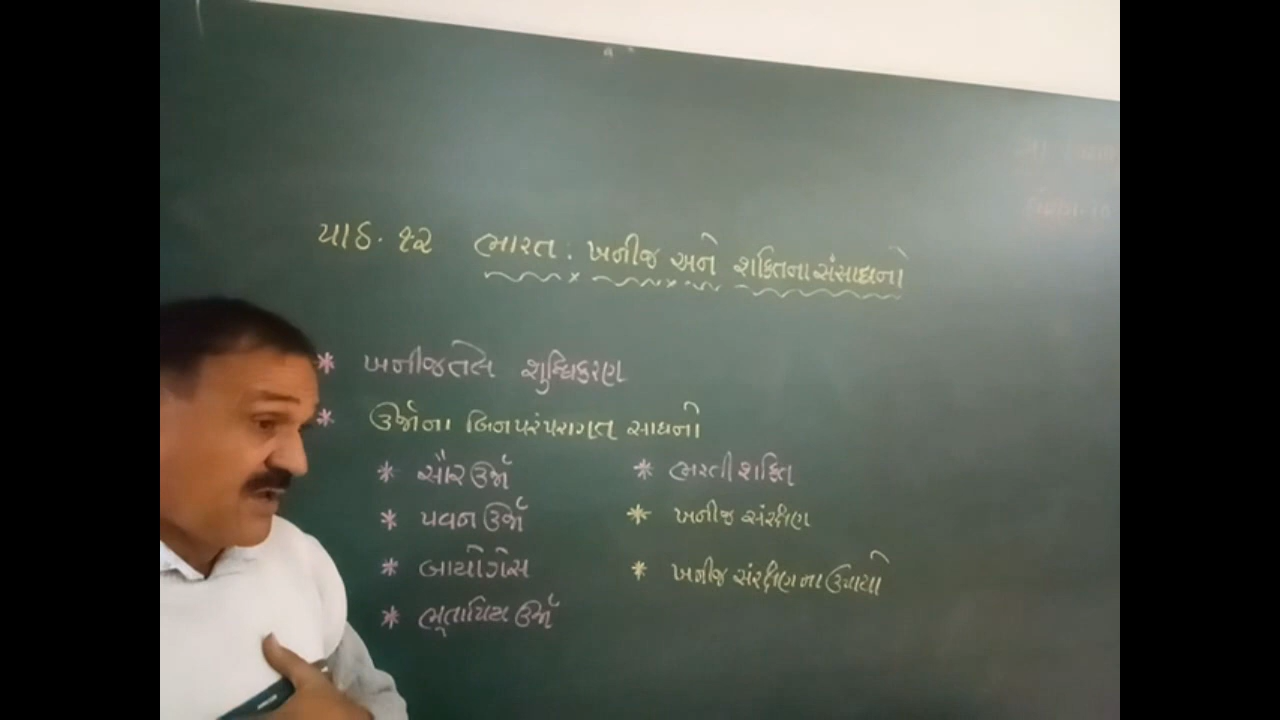 પાઠ. ૧૨ ભારત : ખનીજ અને શક્તિના સંસાધનો
* ખનીજતેલ શુદ્ધિકરણ
* ઉર્જાના બિનપરંપરાગત સાધનો
* સૌર ઉર્જા
* પવન ઉર્જા
* બાયોગેસ
* ભૂતાપિય ઉર્જા
* ભરતી શક્તિ
* ખનીજ સંરક્ષણ
* ખનીજ સંરક્ષણના ઉપાયો